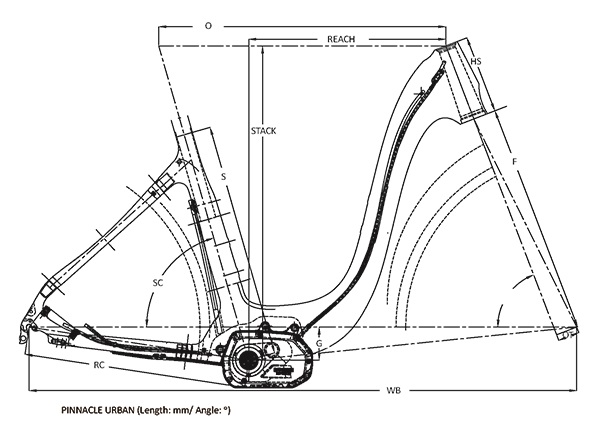 O
REACH
HS
STACK
F
S
SC
G
RC
WB
PINNACLE URBAN (Length: mm/ Angle: °)